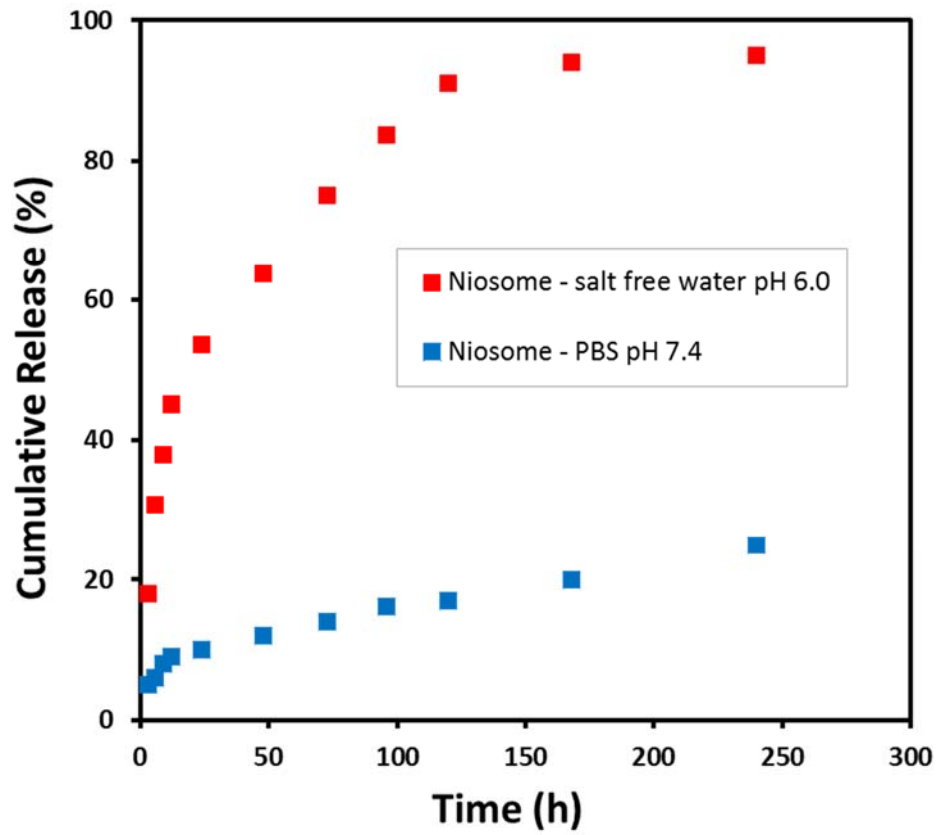 100
80
60
40
20
0
Cumulative Release (%)
Niosome - salt free water pH 6.0
Niosome - PBS pH 7.4
0 50 100 150 200 250 300
Time (h)